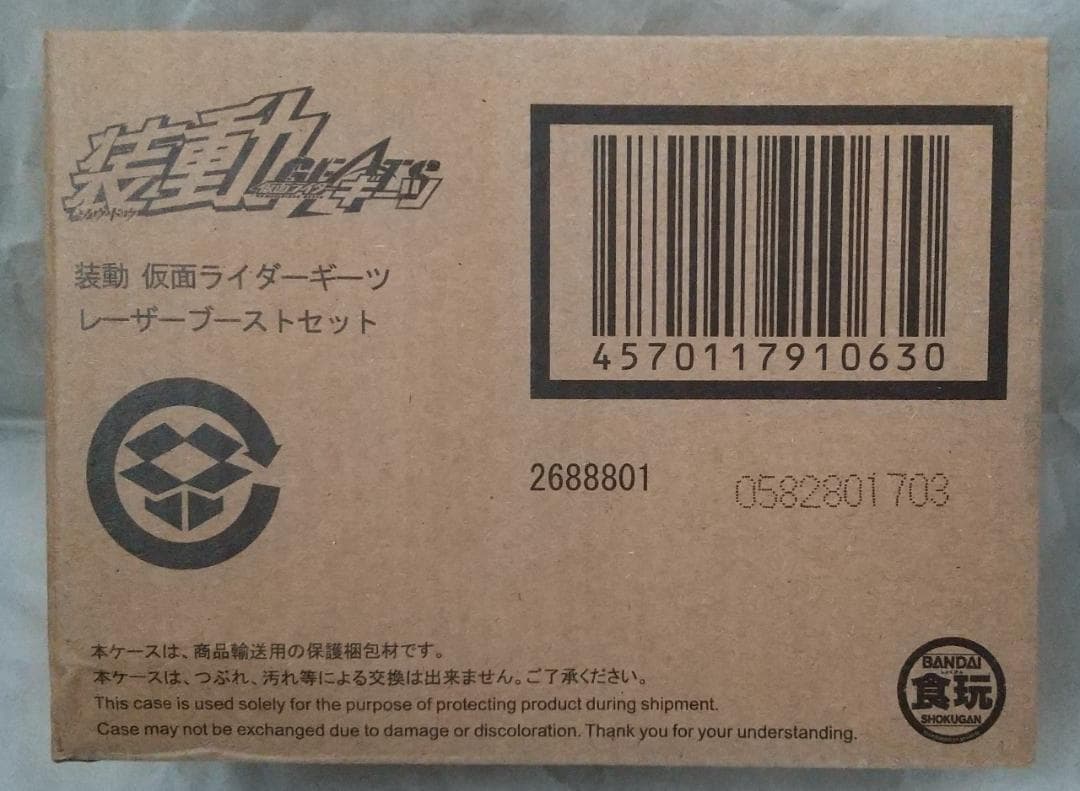 装動
GEATS
仮面ライダーギーツ
装動 仮面ライダーギーツ
レーザーブーストセット
4570117910630
2688801
0582801703
本ケースは、商品輸送用の保護梱包材です。
本ケースは、つぶれ、汚れ等による交換は出来ません。ご了承ください。
This case is used solely for the purpose of protecting product during shipment.
Case may not be exchanged due to damage or discoloration. Thank you for your understanding.
BANDAI
食玩
SHOKUGAN